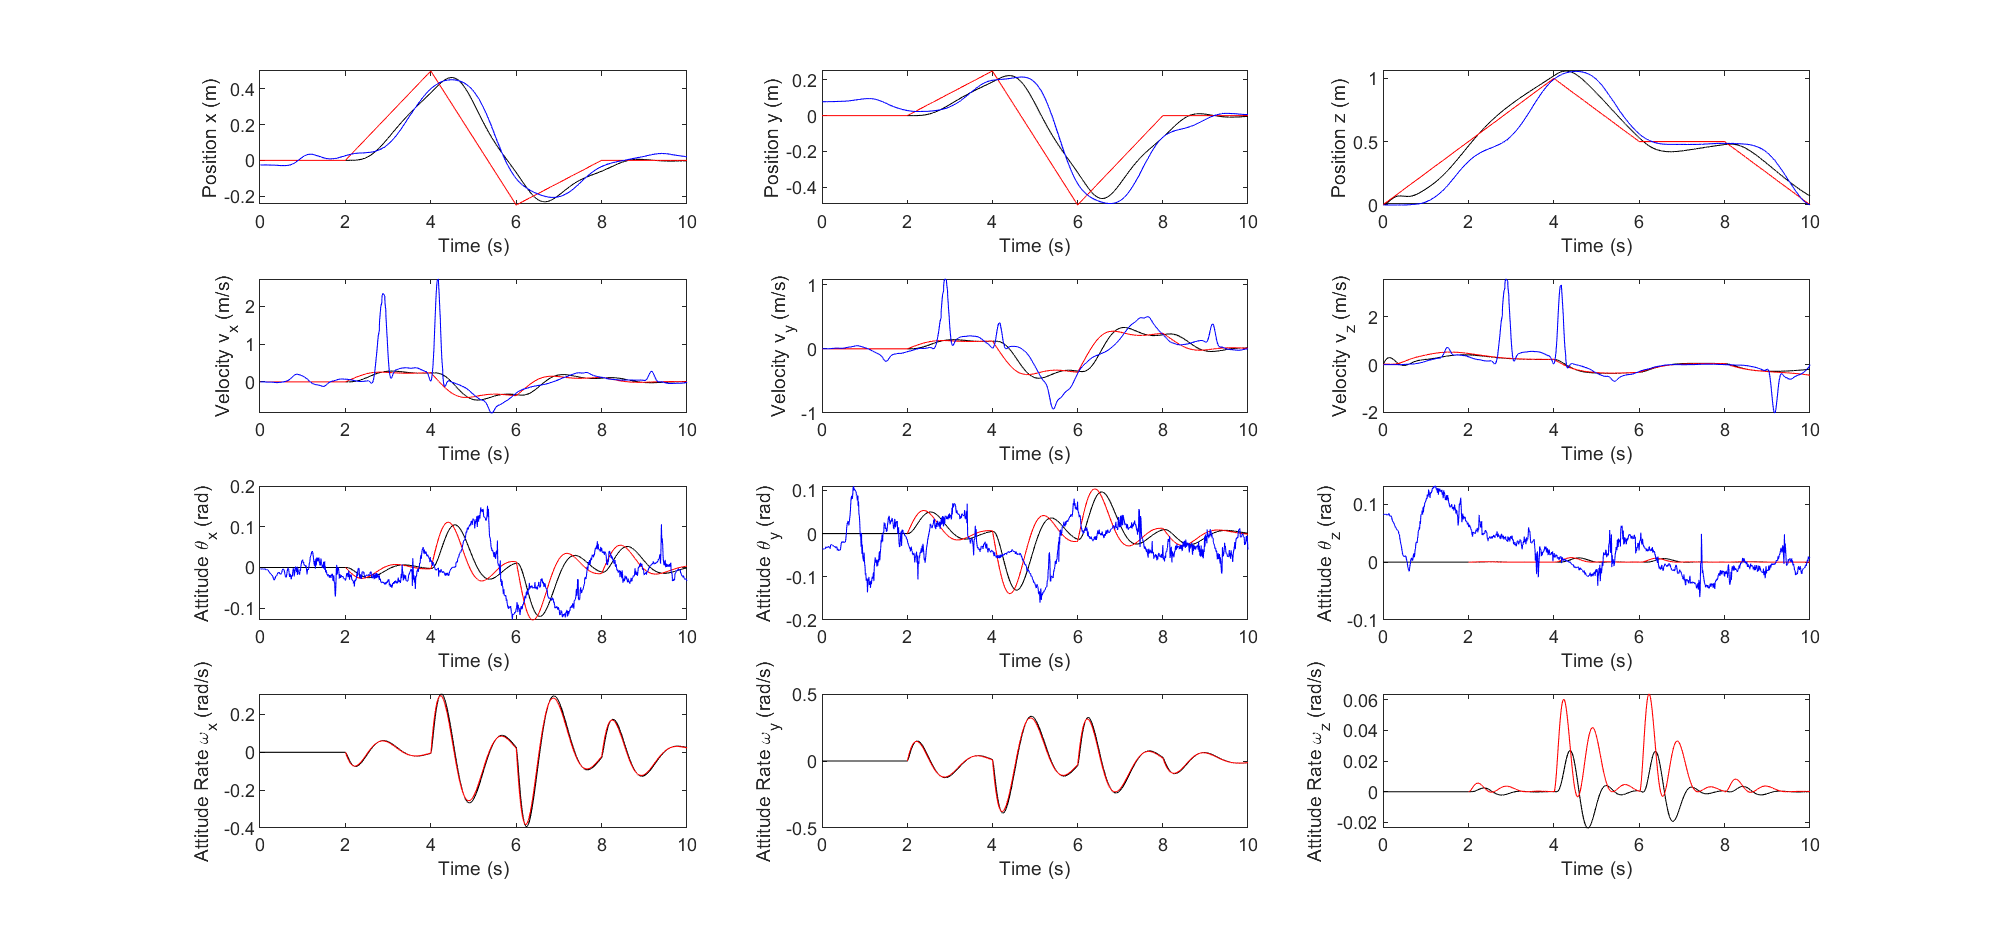 Position x (m)
0.4
0.2
0
-0.2
0 2 4 6 8 10
Time (s)
Position y (m)
0.2
0
-0.2
-0.4
0 2 4 6 8 10
Time (s)
Position z (m)
1
0.5
0
0 2 4 6 8 10
Time (s)
Velocity v_x (m/s)
2
1
0
0 2 4 6 8 10
Time (s)
Velocity v_y (m/s)
1
0
-1
0 2 4 6 8 10
Time (s)
Velocity v_z (m/s)
2
0
-2
0 2 4 6 8 10
Time (s)
Attitude θ_x (rad)
0.2
0.1
0
-0.1
0 2 4 6 8 10
Time (s)
Attitude θ_y (rad)
0.1
0
-0.1
-0.2
0 2 4 6 8 10
Time (s)
Attitude θ_z (rad)
0.1
0
-0.1
0 2 4 6 8 10
Time (s)
Attitude Rate ω_x (rad/s)
0.2
0
-0.2
-0.4
0 2 4 6 8 10
Time (s)
Attitude Rate ω_y (rad/s)
0.5
0
-0.5
0 2 4 6 8 10
Time (s)
Attitude Rate ω_z (rad/s)
0.06
0.04
0.02
0
-0.02
0 2 4 6 8 10
Time (s)